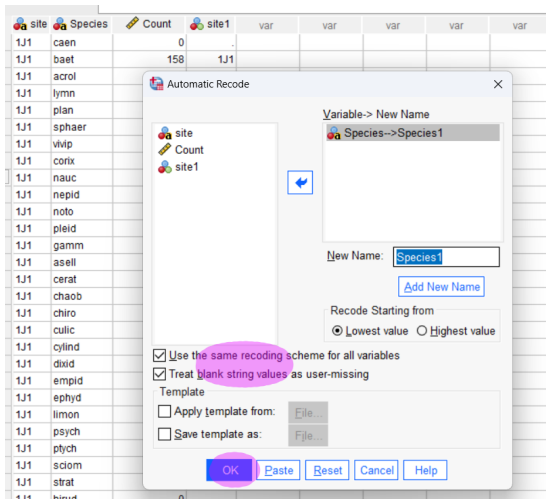 site Species Count site1 var var var var var
1J1 caen 0 .
1J1 baet 158 1J1
1J1 acrol
1J1 lymn
1J1 plan
1J1 sphaer
1J1 vivip
1J1 corix
1J1 nauc
1J1 nepid
1J1 noto
1J1 pleid
1J1 gamm
1J1 asell
1J1 cerat
1J1 chaob
1J1 chiro
1J1 culic
1J1 cylind
1J1 dixid
1J1 empid
1J1 ephyd
1J1 limon
1J1 psych
1J1 ptych
1J1 sciom
1J1 strat
1J1 hirud 0
Automatic Recode
Variable-> New Name
site
Count
site1
Species-->Species1
New Name: Species1
Add New Name
Recode Starting from
Lowest value Highest value
Use the same recoding scheme for all variables
Treat blank string values as user-missing
Template
Apply template from: File...
Save template as: File...
OK Paste Reset Cancel Help